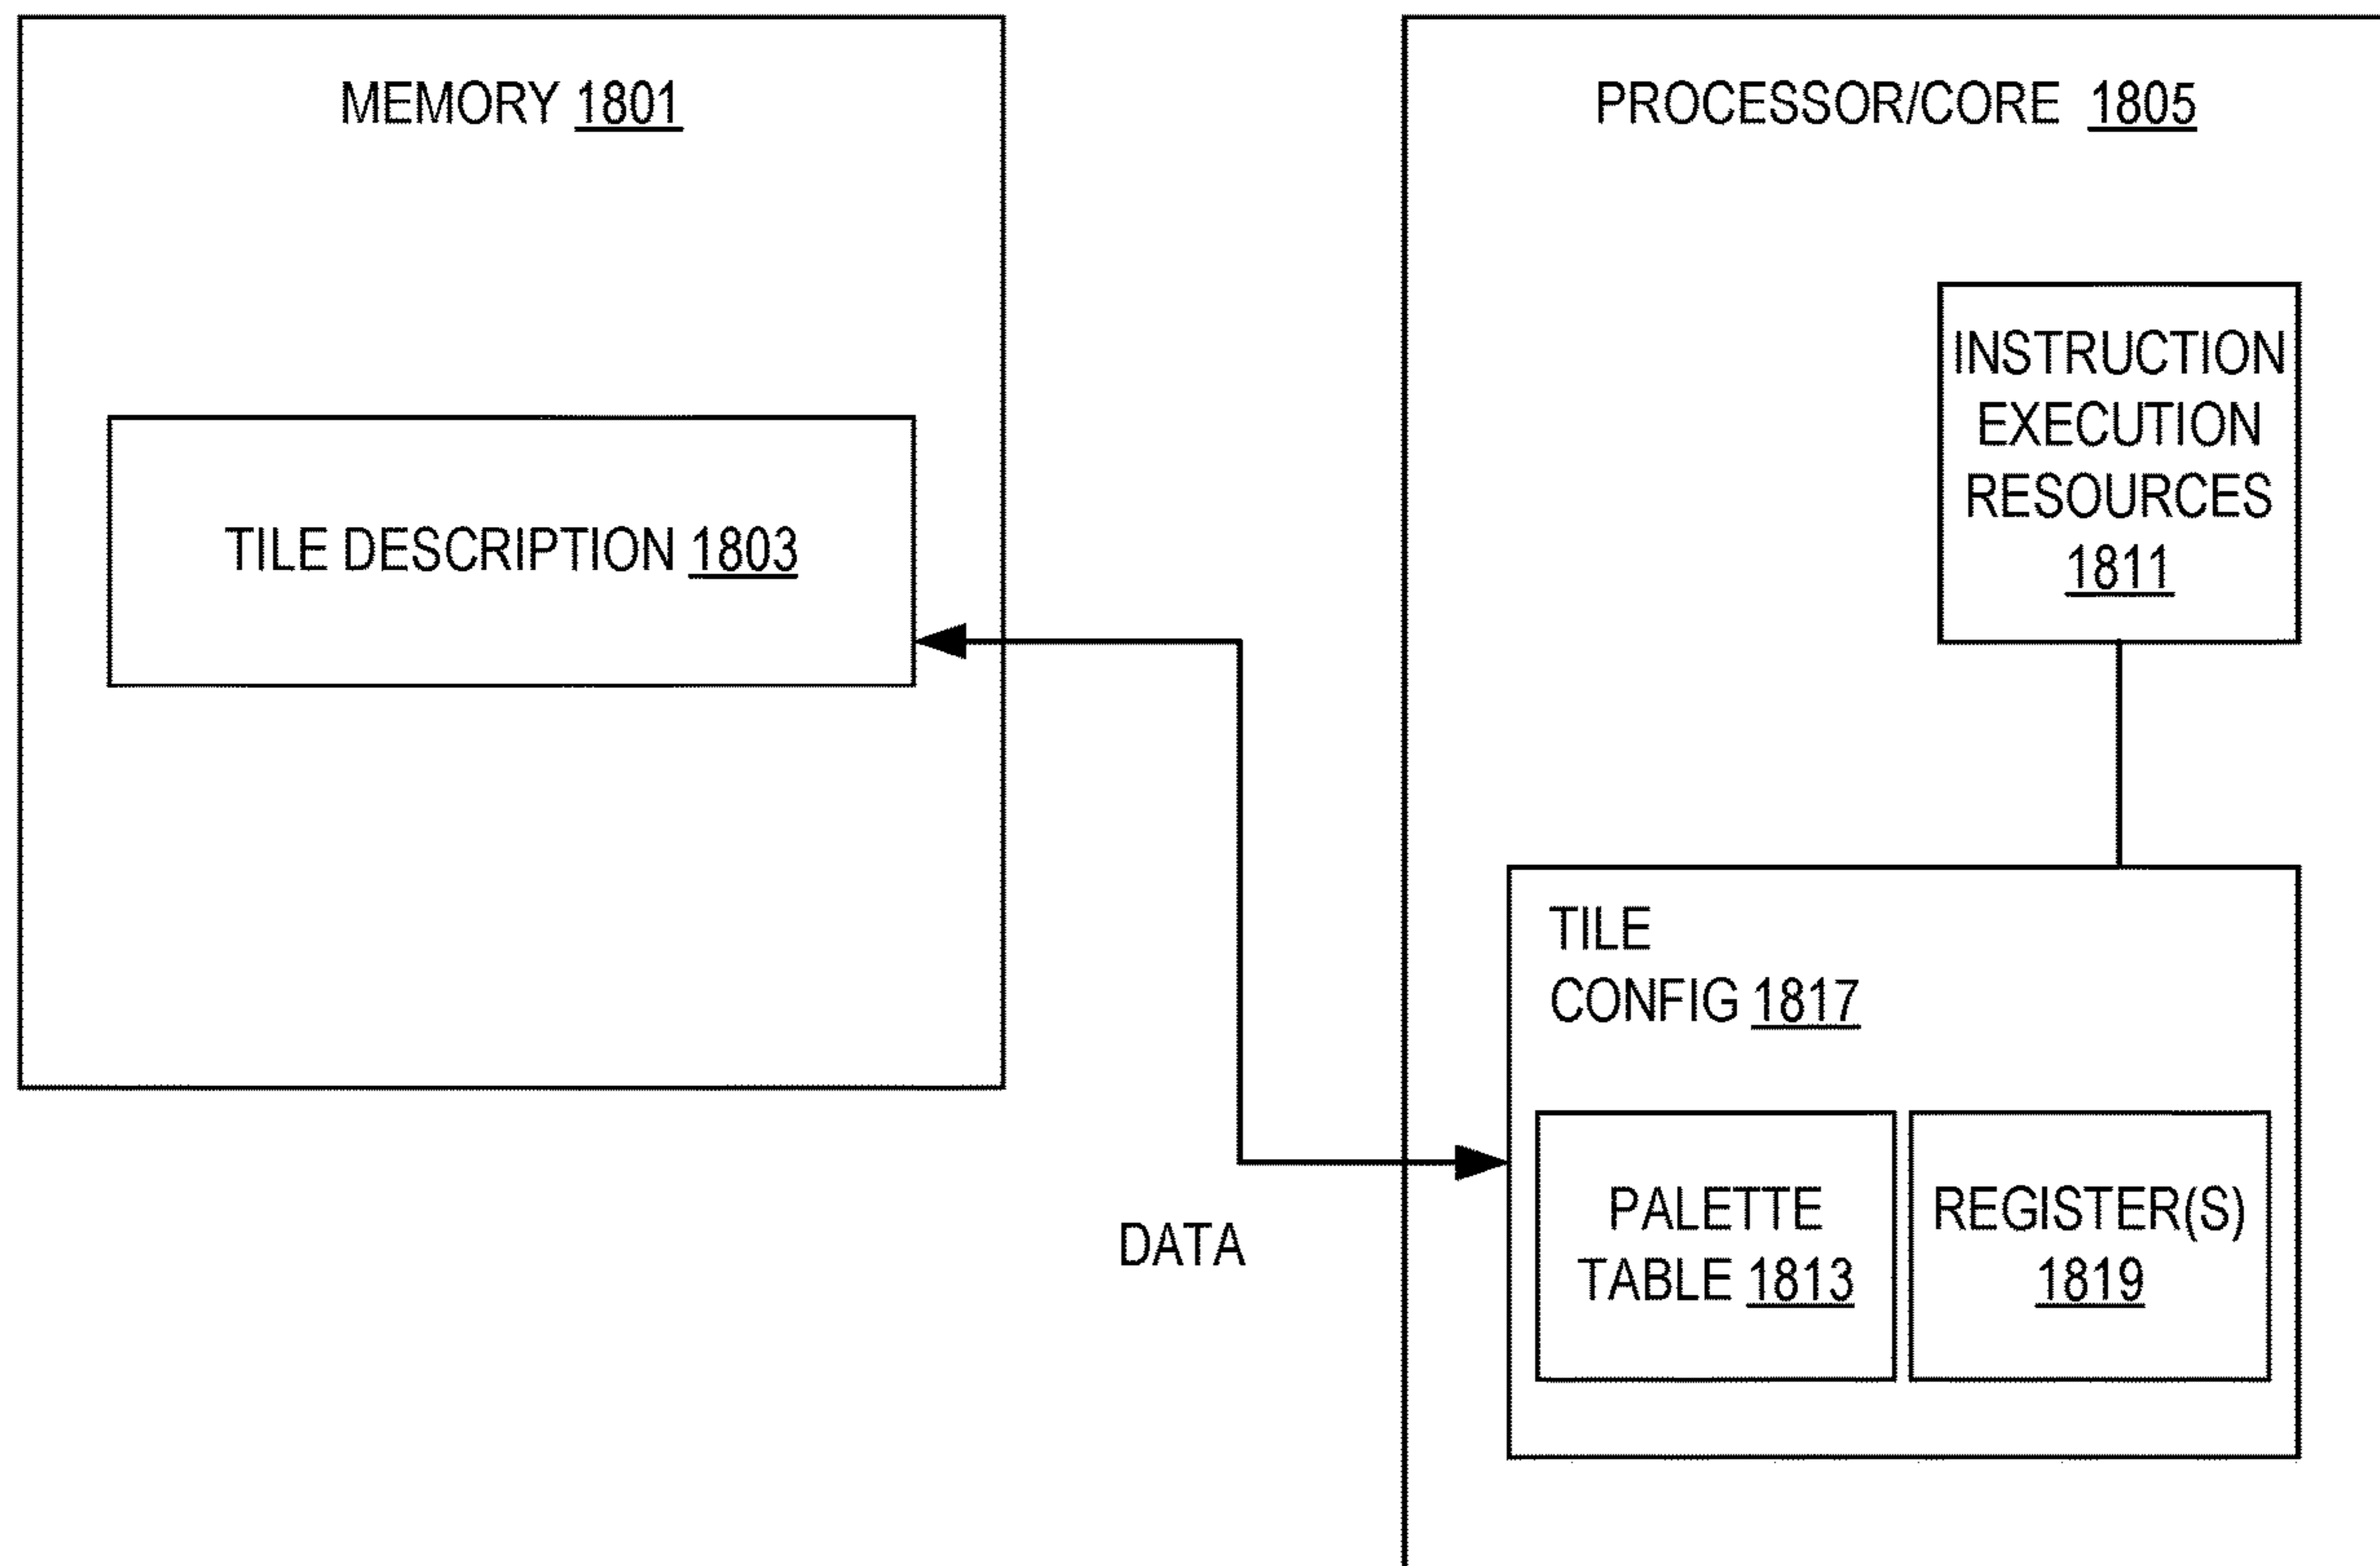 MEMORY 1801
PROCESSOR/CORE 1805
INSTRUCTION
EXECUTION
RESOURCES
1811
TILE DESCRIPTION 1803
TILE
CONFIG 1817
PALETTE
TABLE 1813
REGISTER(S)
1819
DATA